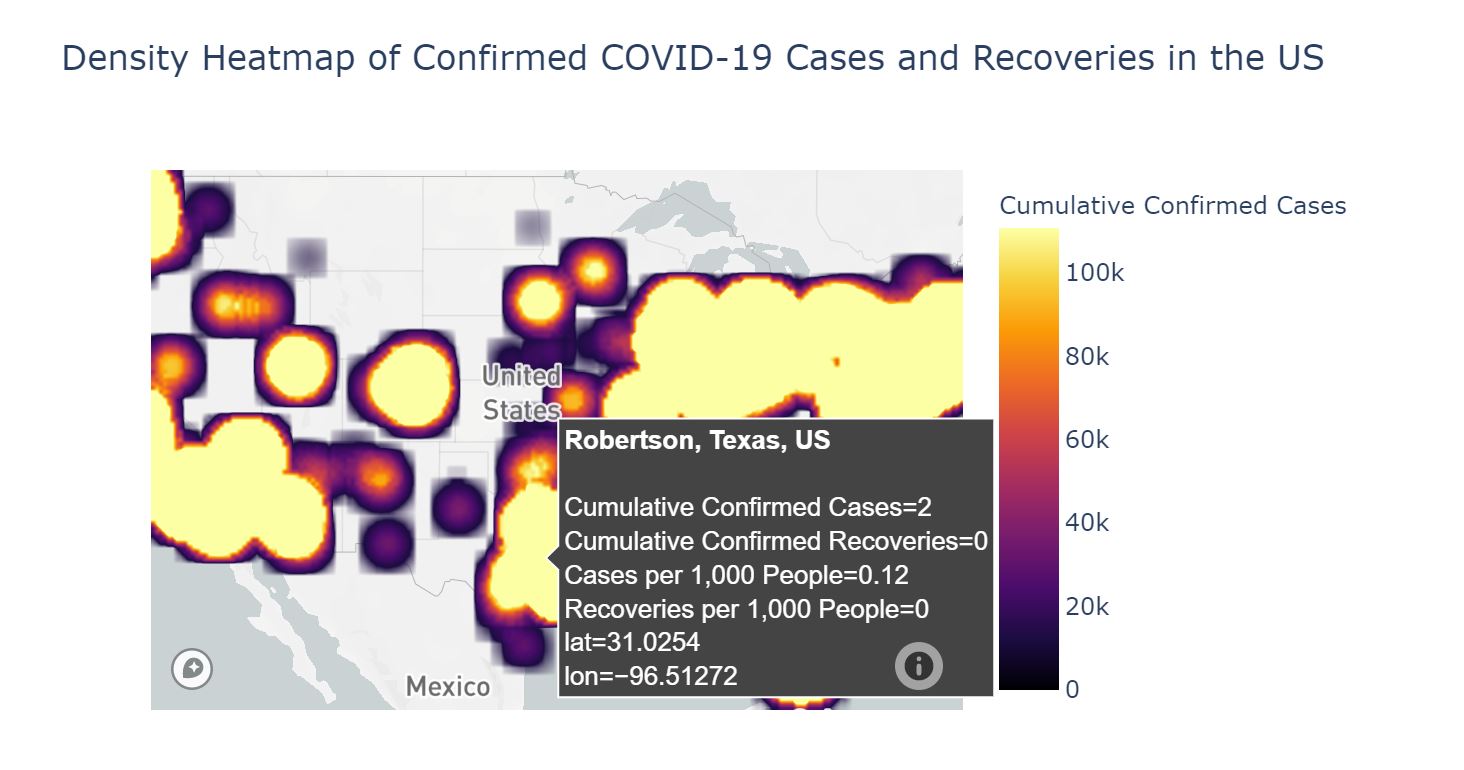 Density Heatmap of Confirmed COVID-19 Cases and Recoveries in the US
Cumulative Confirmed Cases
100k
80k
60k
40k
20k
0
United
States
Robertson, Texas, US
Cumulative Confirmed Cases=2
Cumulative Confirmed Recoveries=0
Cases per 1,000 People=0.12
Recoveries per 1,000 People=0
lat=31.0254
lon=−96.51272
Mexico